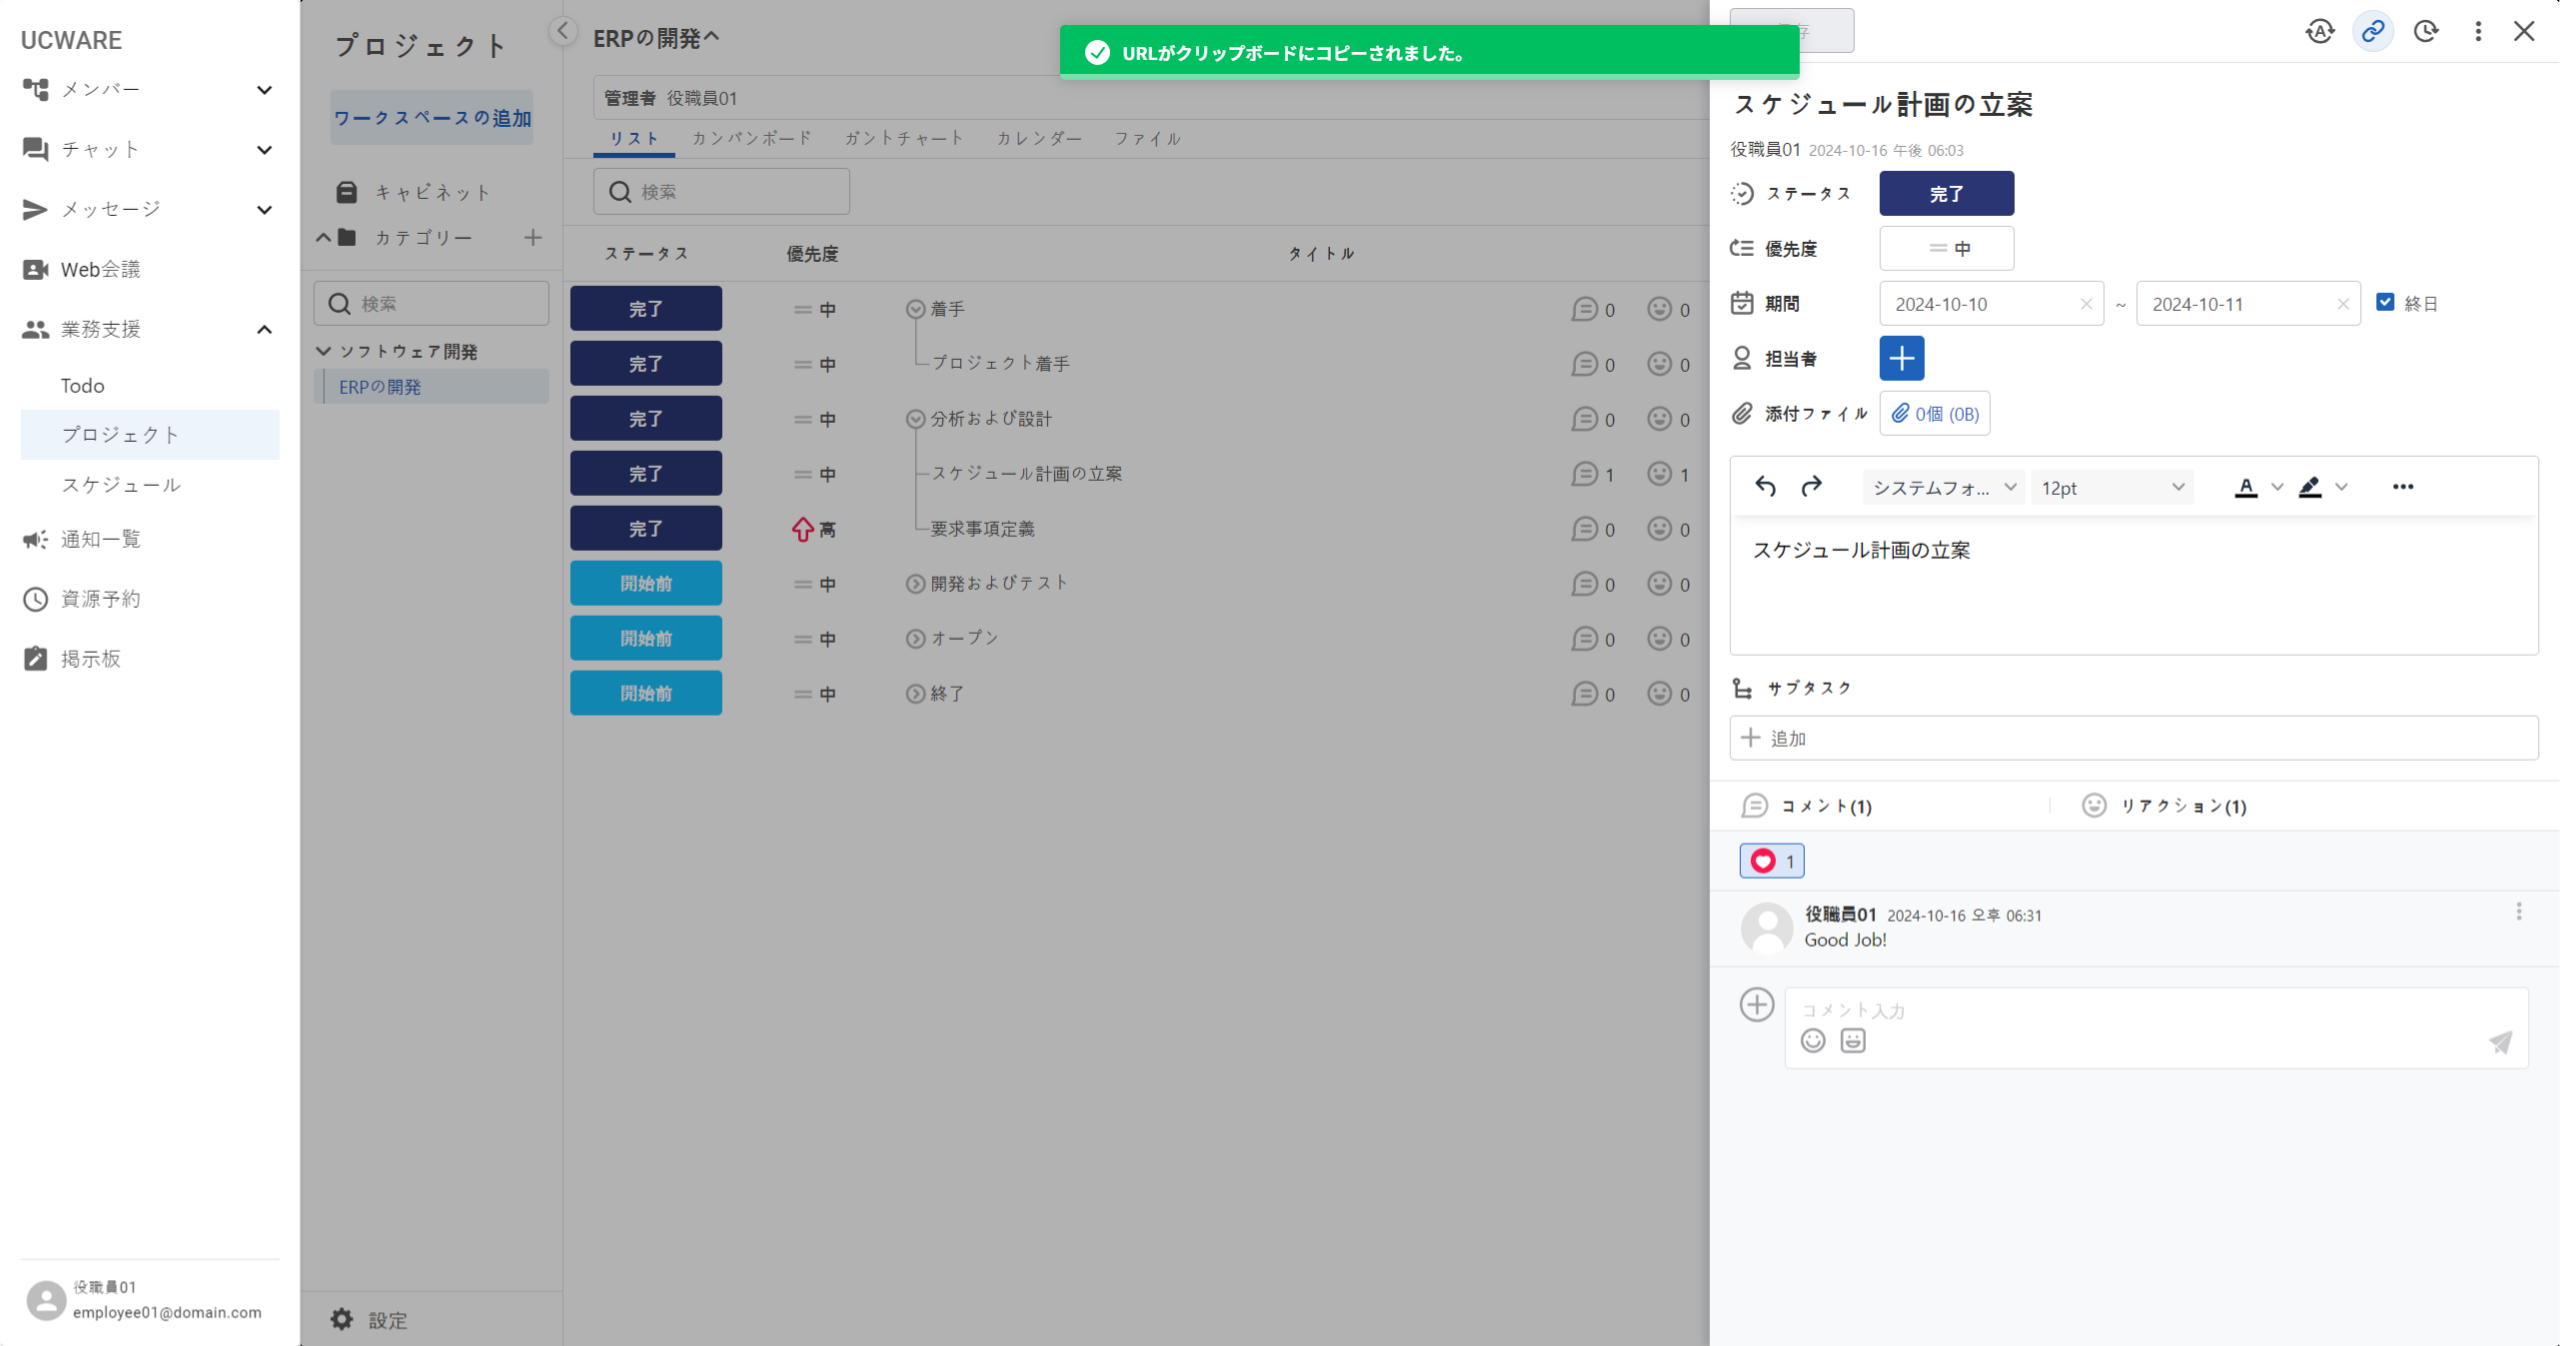 UCWARE
メンバー
チャット
メッセージ
Web会議
業務支援
Todo
プロジェクト
スケジュール
通知一覧
資源予約
掲示板
役職員01
employee01@domain.com
プロジェクト
ワークスペースの追加
キャビネット
カテゴリー
検索
ソフトウェア開発
ERPの開発
設定
ERPの開発
管理者 役職員01
リスト カンバンボード ガントチャート カレンダー ファイル
検索
ステータス 優先度 タイトル
完了 中 着手 0 0
完了 中 プロジェクト着手 0 0
完了 中 分析および設計 0 0
完了 中 スケジュール計画の立案 1 1
完了 高 要求事項定義 0 0
開始前 中 開発およびテスト 0 0
開始前 中 オープン 0 0
開始前 中 終了 0 0
URLがクリップボードにコピーされました。
スケジュール計画の立案
役職員01 2024-10-16 午後 06:03
ステータス 完了
優先度 中
期間 2024-10-10 ~ 2024-10-11 終日
担当者
添付ファイル 0個 (0B)
システムフォ... 12pt
スケジュール計画の立案
サブタスク
追加
コメント(1) リアクション(1)
1
役職員01 2024-10-16 오후 06:31
Good Job!
コメント入力